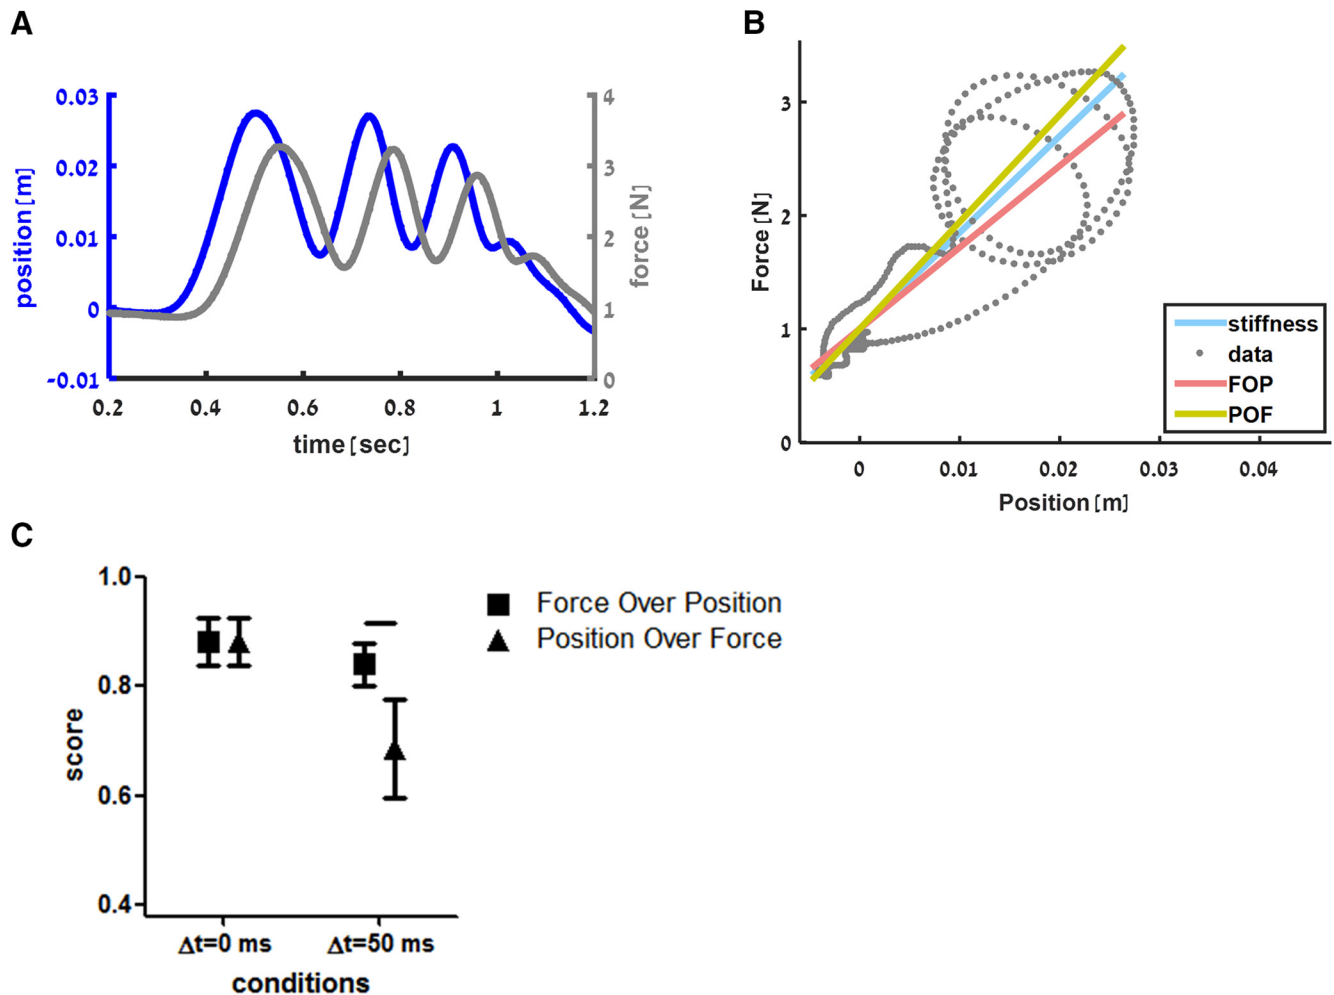 A
0.03
0.02
0.01
0
-0.01
position [m]
4
3
2
1
0
force [N]
0.2 0.4 0.6 0.8 1 1.2
time [sec]
B
3
2
1
0
Force [N]
0 0.01 0.02 0.03 0.04
Position [m]
stiffness
data
FOP
POF
C
1.0
0.8
0.6
0.4
score
Δt=0 ms Δt=50 ms
conditions
Force Over Position
Position Over Force